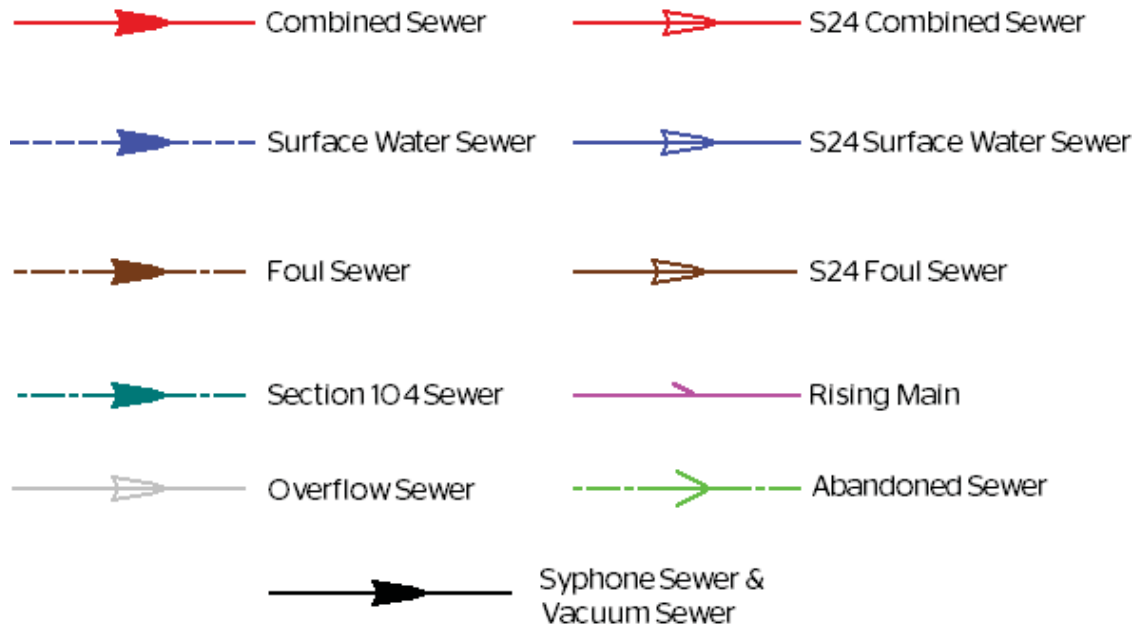 Combined Sewer
S24 Combined Sewer
Surface Water Sewer
S24 Surface Water Sewer
Foul Sewer
S24 Foul Sewer
Section 104 Sewer
Rising Main
Overflow Sewer
Abandoned Sewer
Syphone Sewer &
Vacuum Sewer